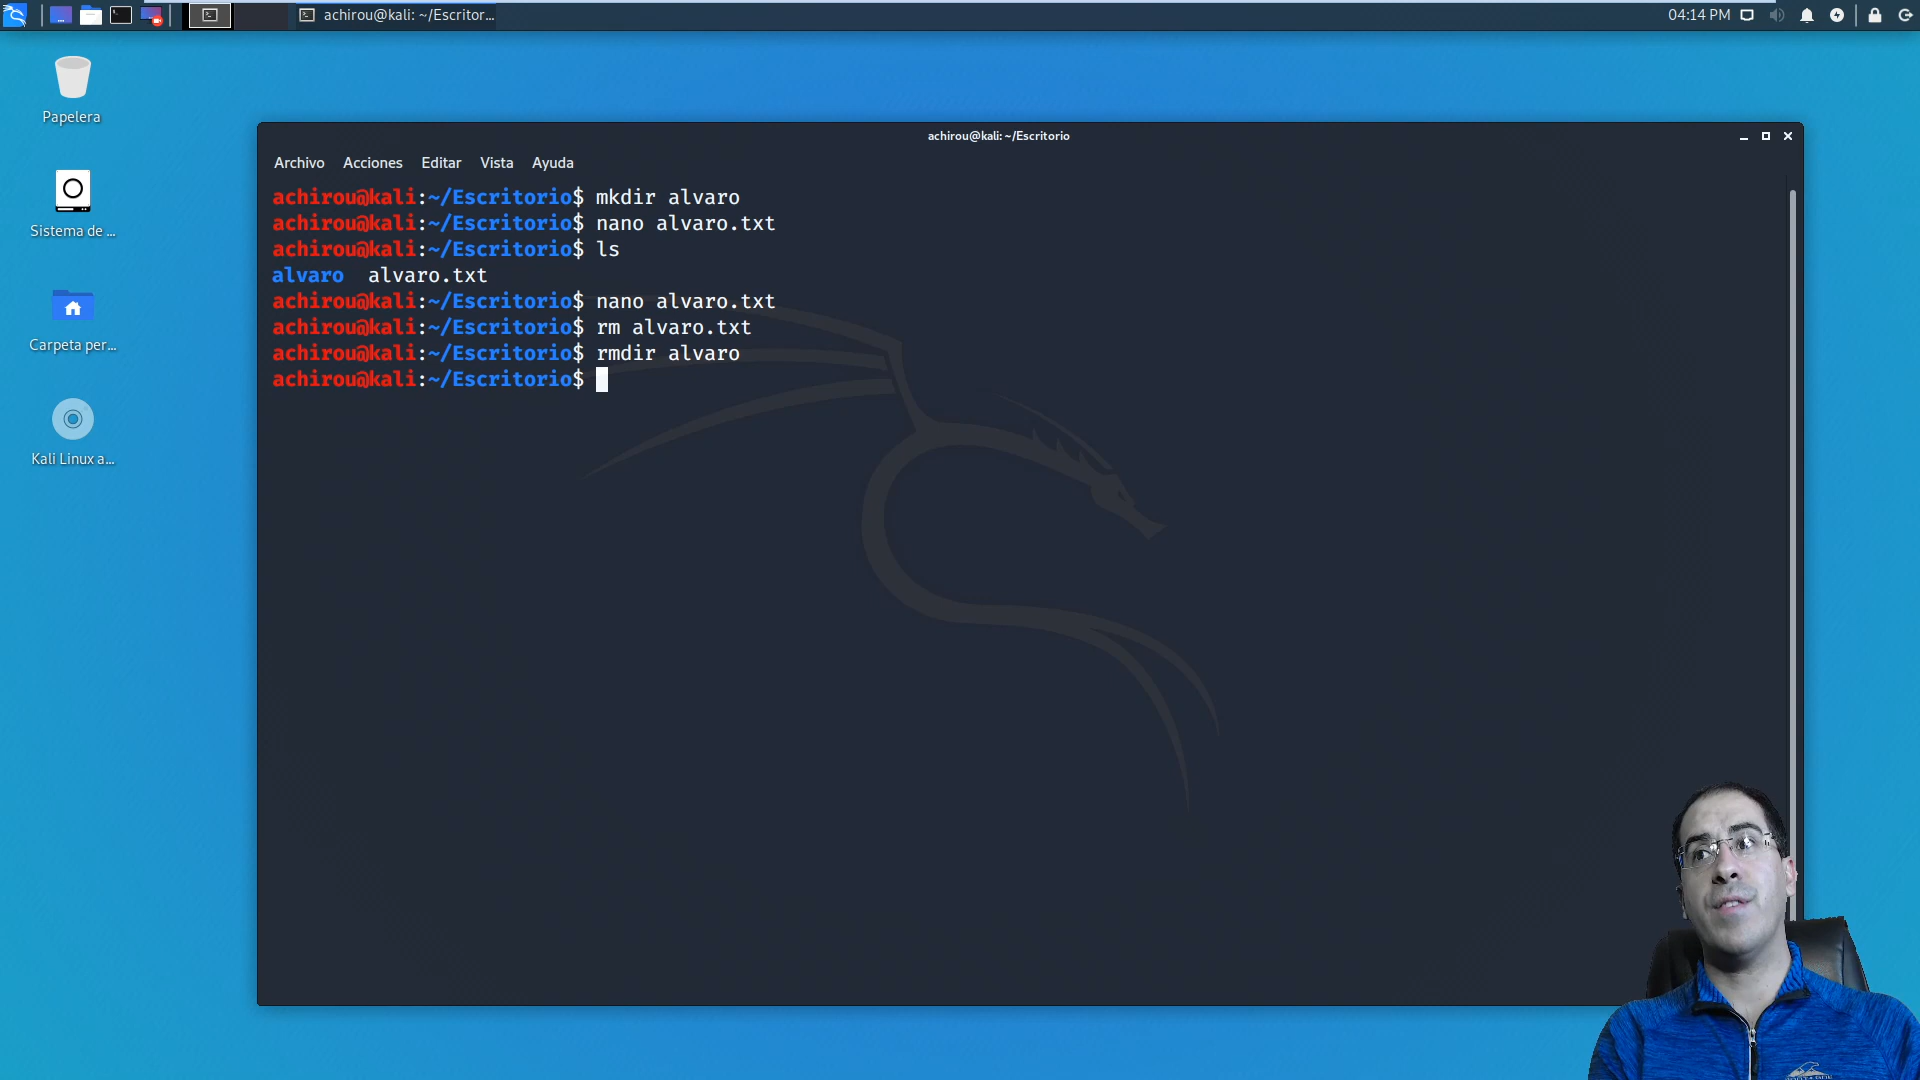 achirou@kali: ~/Escritor...
04:14 PM
Papelera
Sistema de ...
Carpeta per...
Kali Linux a...
achirou@kali: ~/Escritorio
Archivo Acciones Editar Vista Ayuda
achirou@kali:~/Escritorio$ mkdir alvaro
achirou@kali:~/Escritorio$ nano alvaro.txt
achirou@kali:~/Escritorio$ ls
alvaro alvaro.txt
achirou@kali:~/Escritorio$ nano alvaro.txt
achirou@kali:~/Escritorio$ rm alvaro.txt
achirou@kali:~/Escritorio$ rmdir alvaro
achirou@kali:~/Escritorio$